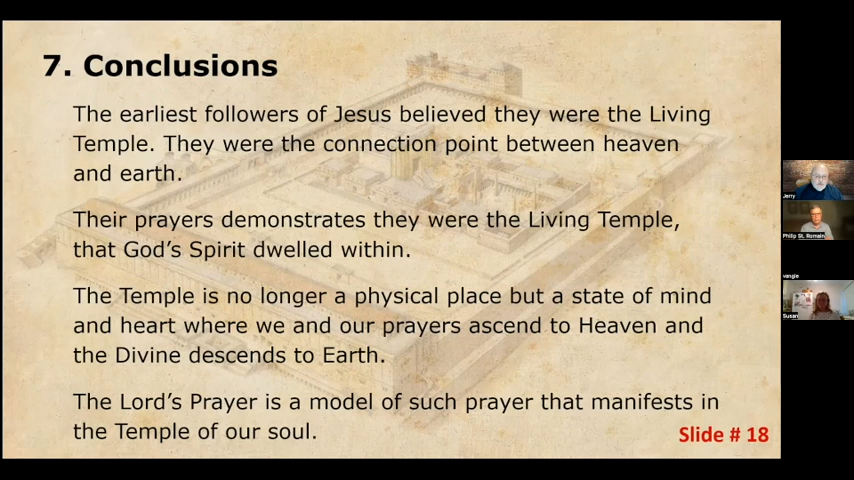 7. Conclusions
The earliest followers of Jesus believed they were the Living
Temple. They were the connection point between heaven
and earth.
Their prayers demonstrates they were the Living Temple,
that God's Spirit dwelled within.
The Temple is no longer a physical place but a state of mind
and heart where we and our prayers ascend to Heaven and
the Divine descends to Earth.
The Lord's Prayer is a model of such prayer that manifests in
the Temple of our soul.
Slide # 18
Jerry
Philip St. Romain
vangie
Susan